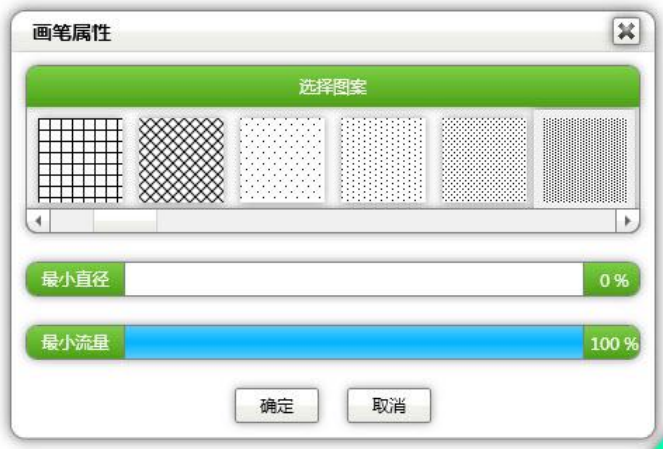 画笔属性
选择图案
最小直径 0 %
最小流量 100 %
确定 取消